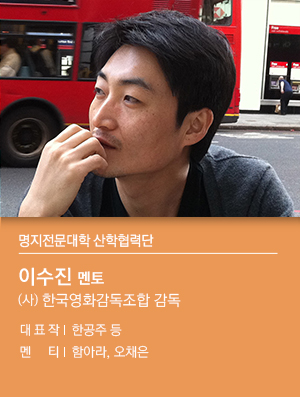 명지전문대학 산학협력단
이수진 멘토
(사) 한국영화감독조합 감독
대 표 작 l 한공주 등
멘 티 l 함아라, 오채은